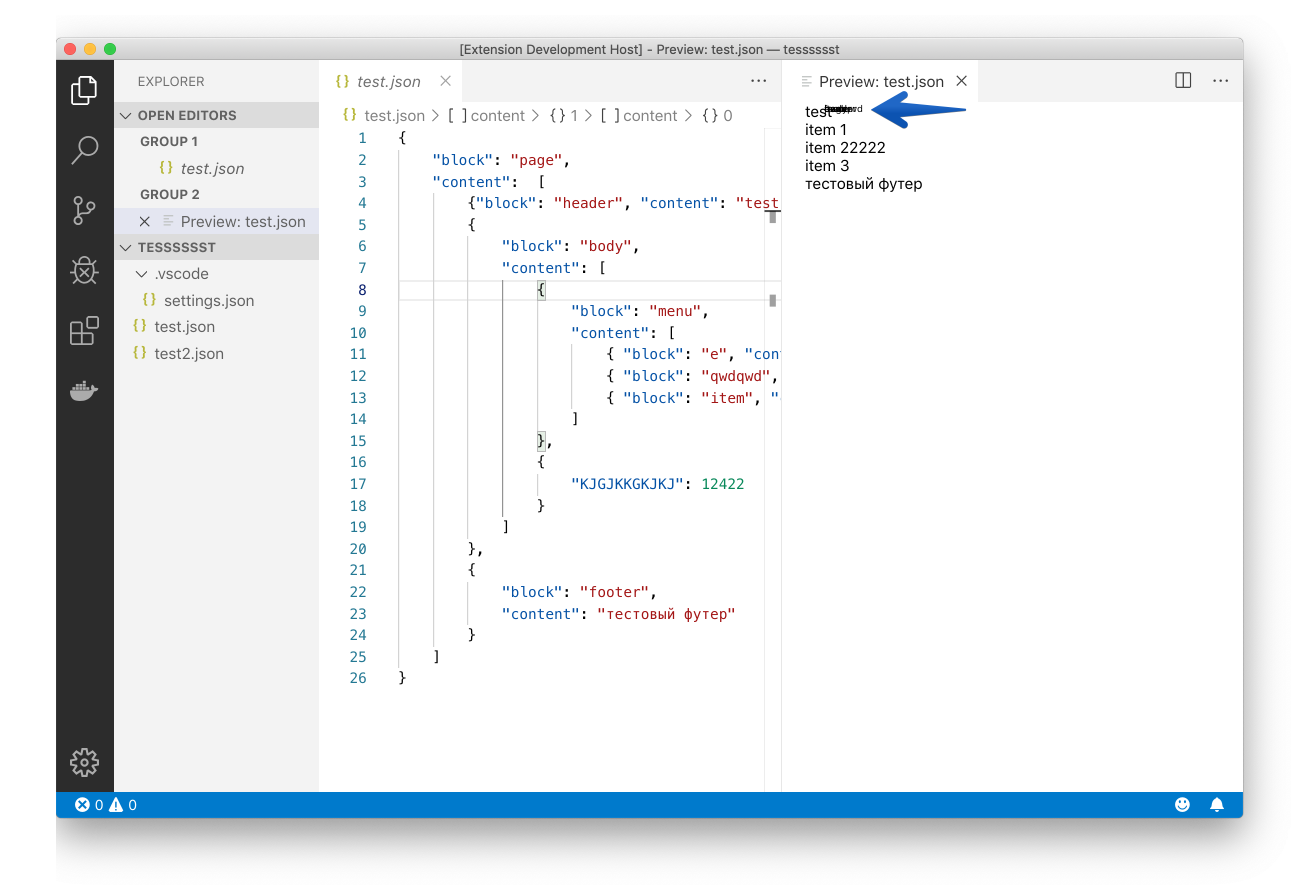 [Extension Development Host] - Preview: test.json — tesssssst
EXPLORER
OPEN EDITORS
GROUP 1
{} test.json
GROUP 2
Preview: test.json
TESSSSSST
.vscode
{} settings.json
{} test.json
{} test2.json
{} test.json
{} test.json > [ ] content > {} 1 > [ ] content > {} 0
1 {
2 "block": "page",
3 "content": [
4 {"block": "header", "content": "test
5 {
6 "block": "body",
7 "content": [
8 {
9 "block": "menu",
10 "content": [
11 { "block": "e", "con
12 { "block": "qwdqwd",
13 { "block": "item", "
14 ]
15 },
16 {
17 "KJGJKKGKJKJ": 12422
18 }
19 ]
20 },
21 {
22 "block": "footer",
23 "content": "тестовый футер"
24 }
25 ]
26 }
Preview: test.json
test
item 1
item 22222
item 3
тестовый футер
0 0